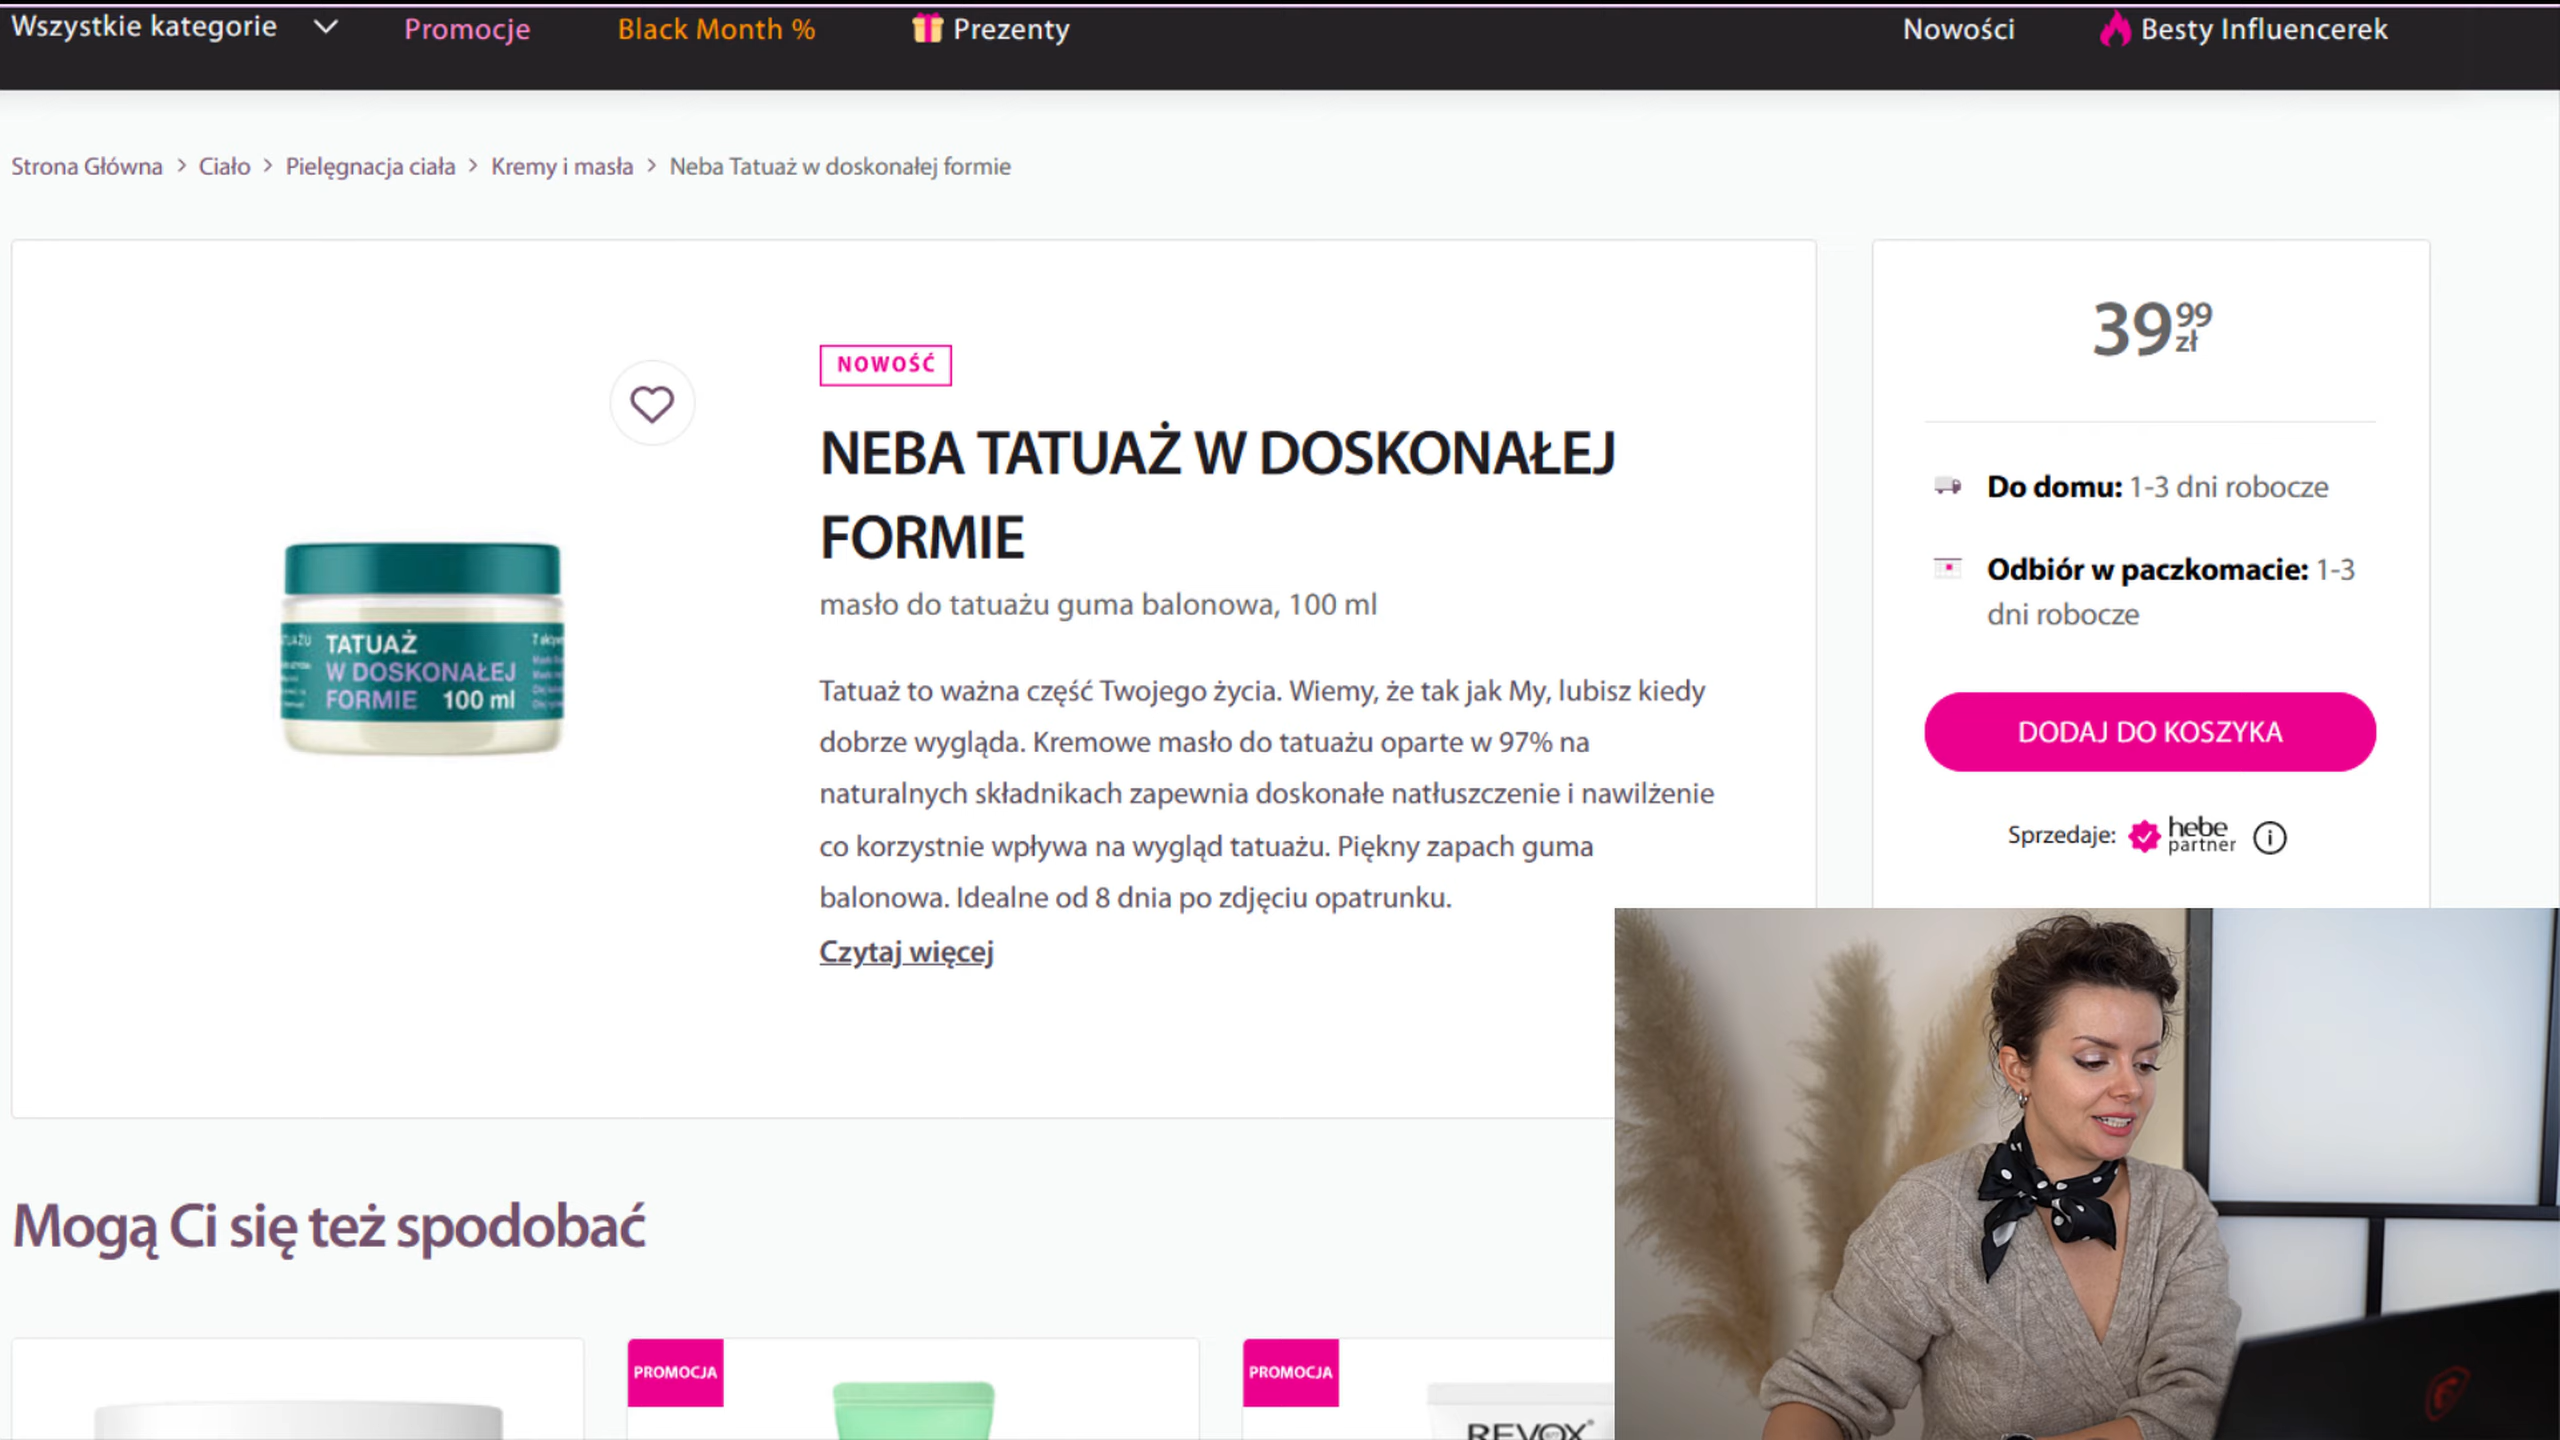 Wszystkie kategorie
Promocje
Black Month %
Prezenty
Nowości
Besty Influencerek
Strona Główna > Ciało > Pielęgnacja ciała > Kremy i masła > Neba Tatuaż w doskonałej formie
NOWOŚĆ
NEBA TATUAŻ W DOSKONAŁEJ
FORMIE
masło do tatuażu guma balonowa, 100 ml
Tatuaż to ważna część Twojego życia. Wiemy, że tak jak My, lubisz kiedy
dobrze wygląda. Kremowe masło do tatuażu oparte w 97% na
naturalnych składnikach zapewnia doskonałe natłuszczenie i nawilżenie
co korzystnie wpływa na wygląd tatuażu. Piękny zapach guma
balonowa. Idealne od 8 dnia po zdjęciu opatrunku.
Czytaj więcej
TATUAŻ
W DOSKONAŁEJ
FORMIE 100 ml
39 99 zł
Do domu: 1-3 dni robocze
Odbiór w paczkomacie: 1-3
dni robocze
DODAJ DO KOSZYKA
Sprzedaje: hebe partner
Mogą Ci się też spodobać
PROMOCJA
PROMOCJA
REVOX